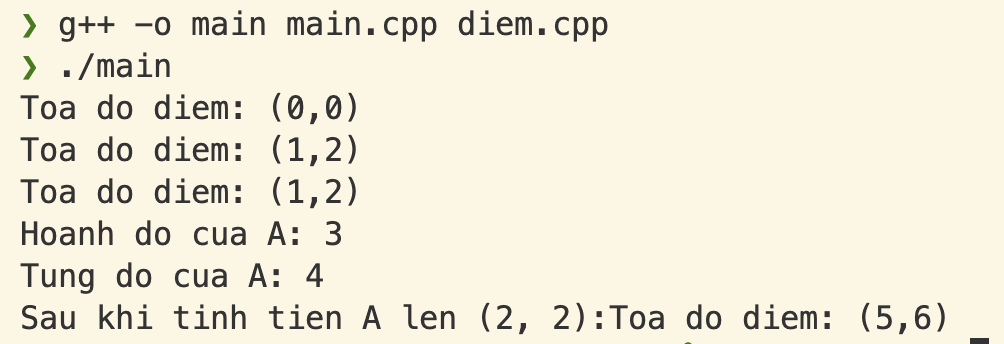 ❯ g++ -o main main.cpp diem.cpp
❯ ./main
Toa do diem: (0,0)
Toa do diem: (1,2)
Toa do diem: (1,2)
Hoanh do cua A: 3
Tung do cua A: 4
Sau khi tinh tien A len (2, 2):Toa do diem: (5,6)